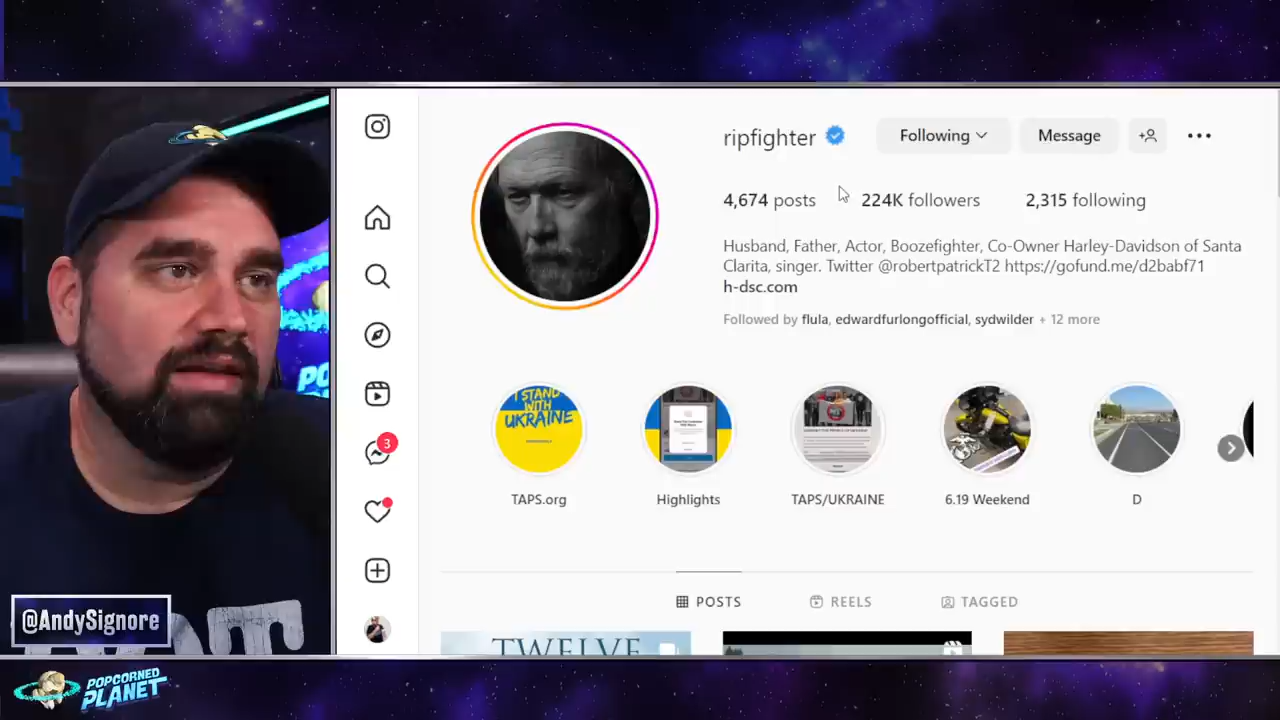 ripfighter
Following
Message
4,674 posts
224K followers
2,315 following
Husband, Father, Actor, Boozefighter, Co-Owner Harley-Davidson of Santa
Clarita, singer. Twitter @robertpatrickT2 https://gofund.me/d2babf71
h-dsc.com
Followed by flula, edwardfurlongofficial, sydwilder + 12 more
I STAND
WITH
UKRAINE
TAPS.org
Highlights
TAPS/UKRAINE
6.19 Weekend
D
3
POSTS
REELS
TAGGED
TWELVE
@AndySignore
POPCORNED
PLANET